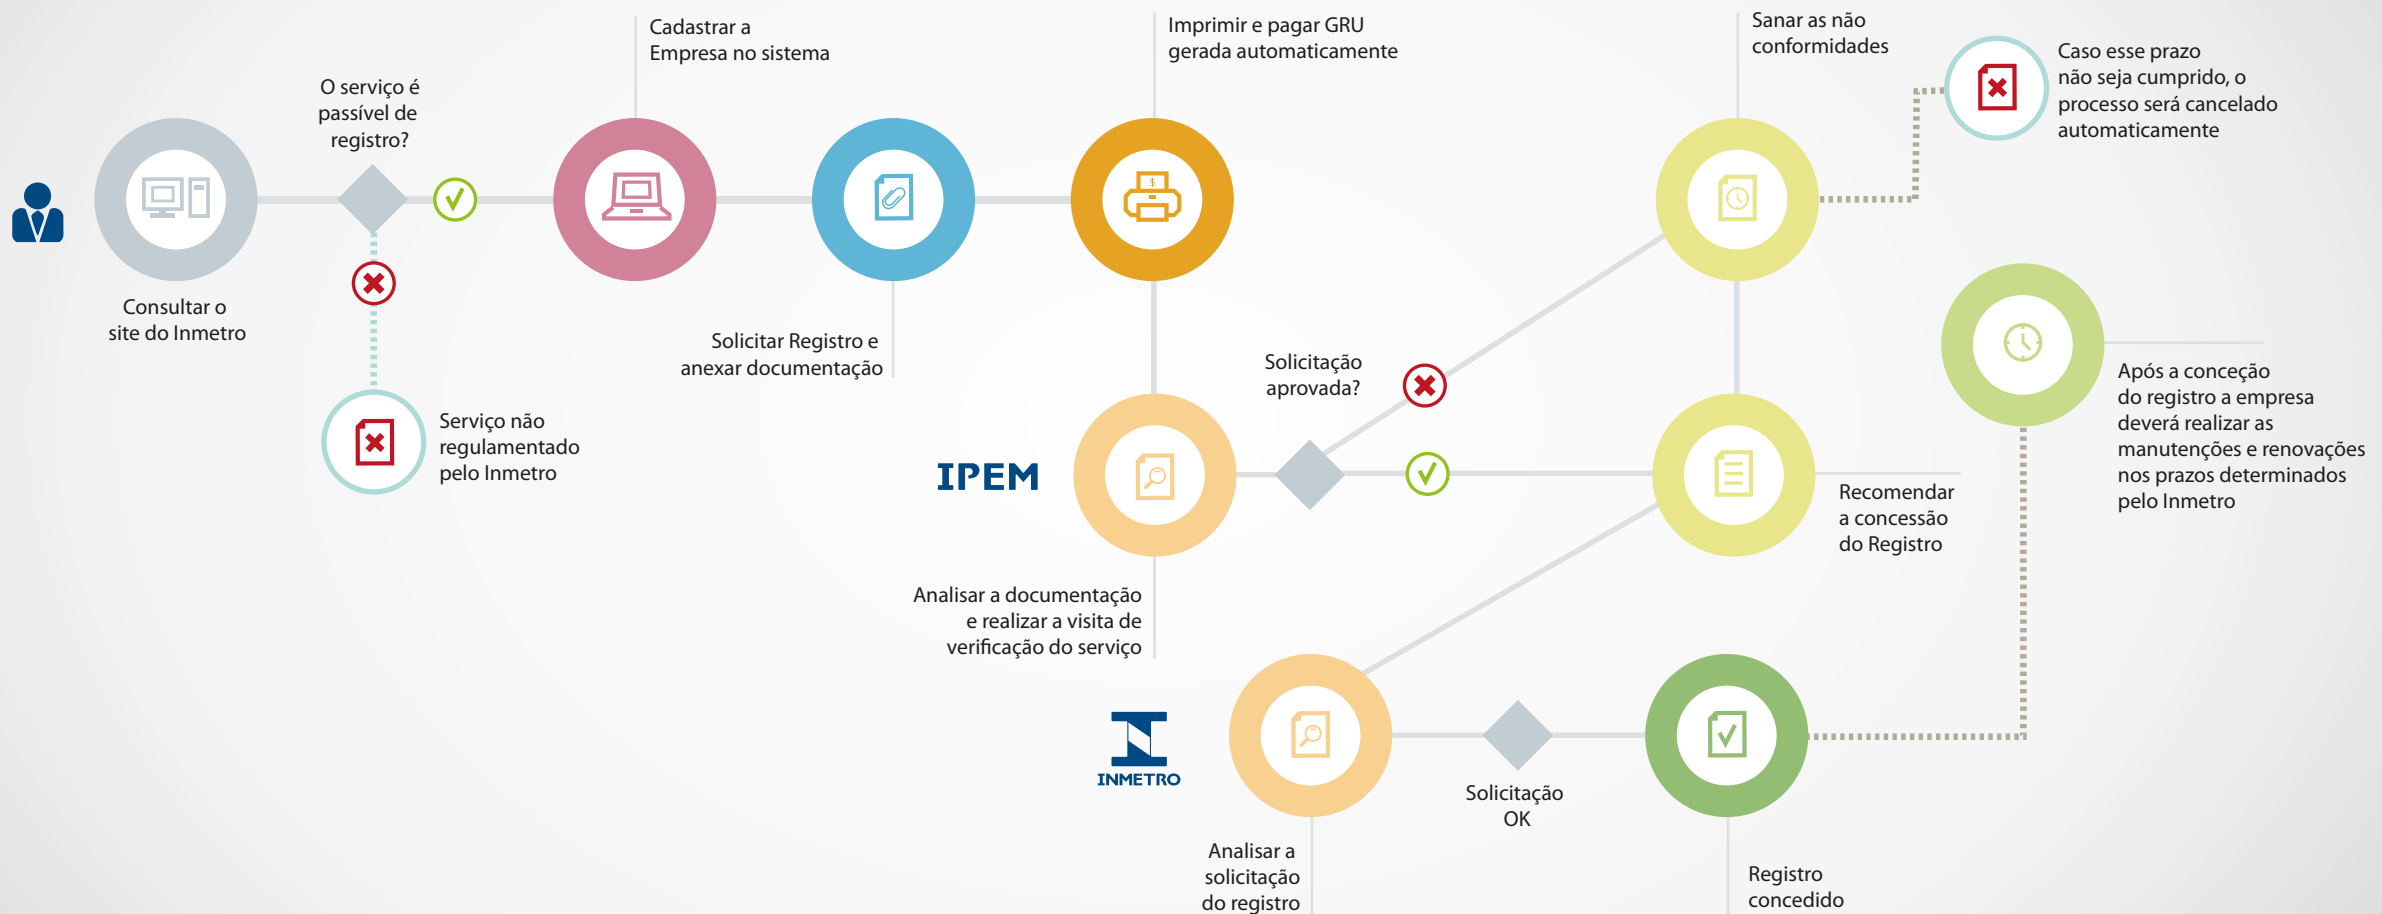 Cadastrar a
Empresa no sistema
Imprimir e pagar GRU
gerada automaticamente
Sanar as não
conformidades
Caso esse prazo
não seja cumprido, o
processo será cancelado
automaticamente
O serviço é
passível de
registro?
$
Consultar o
site do Inmetro
Solicitar Registro e
anexar documentação
Serviço não
regulamentado
pelo Inmetro
Solicitação
aprovada?
Após a conceção
do registro a empresa
deverá realizar as
manutenções e renovações
nos prazos determinados
pelo Inmetro
IPEM
Recomendar
a concessão
do Registro
Analisar a documentação
e realizar a visita de
verificação do serviço
INMETRO
Solicitação
OK
Analisar a
solicitação
do registro
Registro
concedido